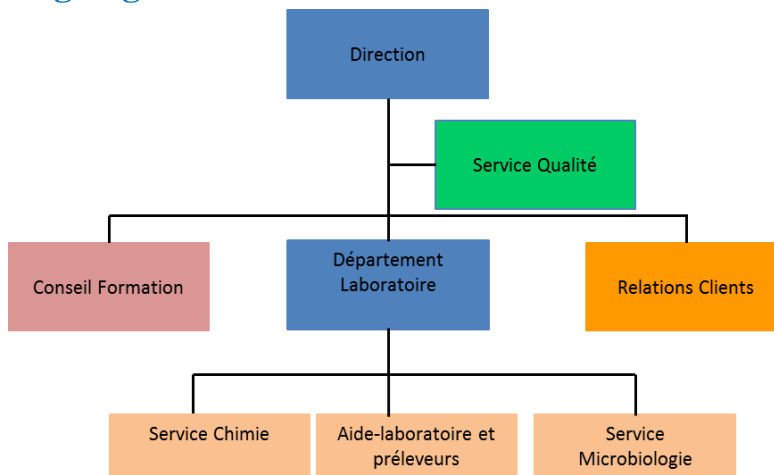 Direction
Service Qualité
Conseil Formation
Département
Laboratoire
Relations Clients
Service Chimie
Aide-laboratoire et
préleveurs
Service
Microbiologie